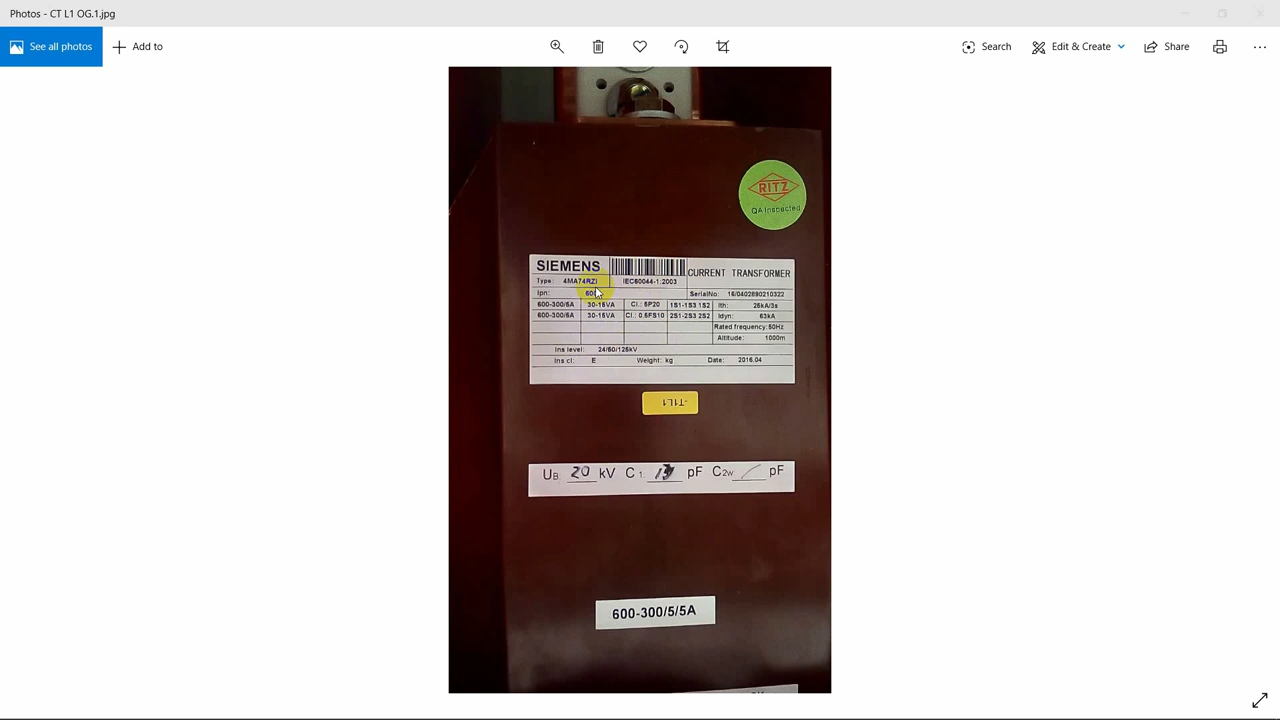 Photos - CT L1 OG.1.jpg
See all photos
Add to
Search
Edit & Create
Share
RITZ
QA Inspected
SIEMENS
CURRENT TRANSFORMER
Type: 4MA74RZI IEC60044-1:2003
Ipn: SerialNo: 16/0402890210322
600-300/5A 30-15VA Cl.: 5P20 1S1-1S3 1S2 Ith: 25kA/3s
600-300/5A 30-15VA Cl.: 0.5FS10 2S1-2S3 2S2 Idyn: 63kA
Rated frequency: 50Hz
Altitude: 1000m
Ins level: 24/50/125kV
Ins cl: E Weight: kg Date: 2016.04
-T1L1
UB: 20 kV C1: pF C2w: pF
600-300/5/5A